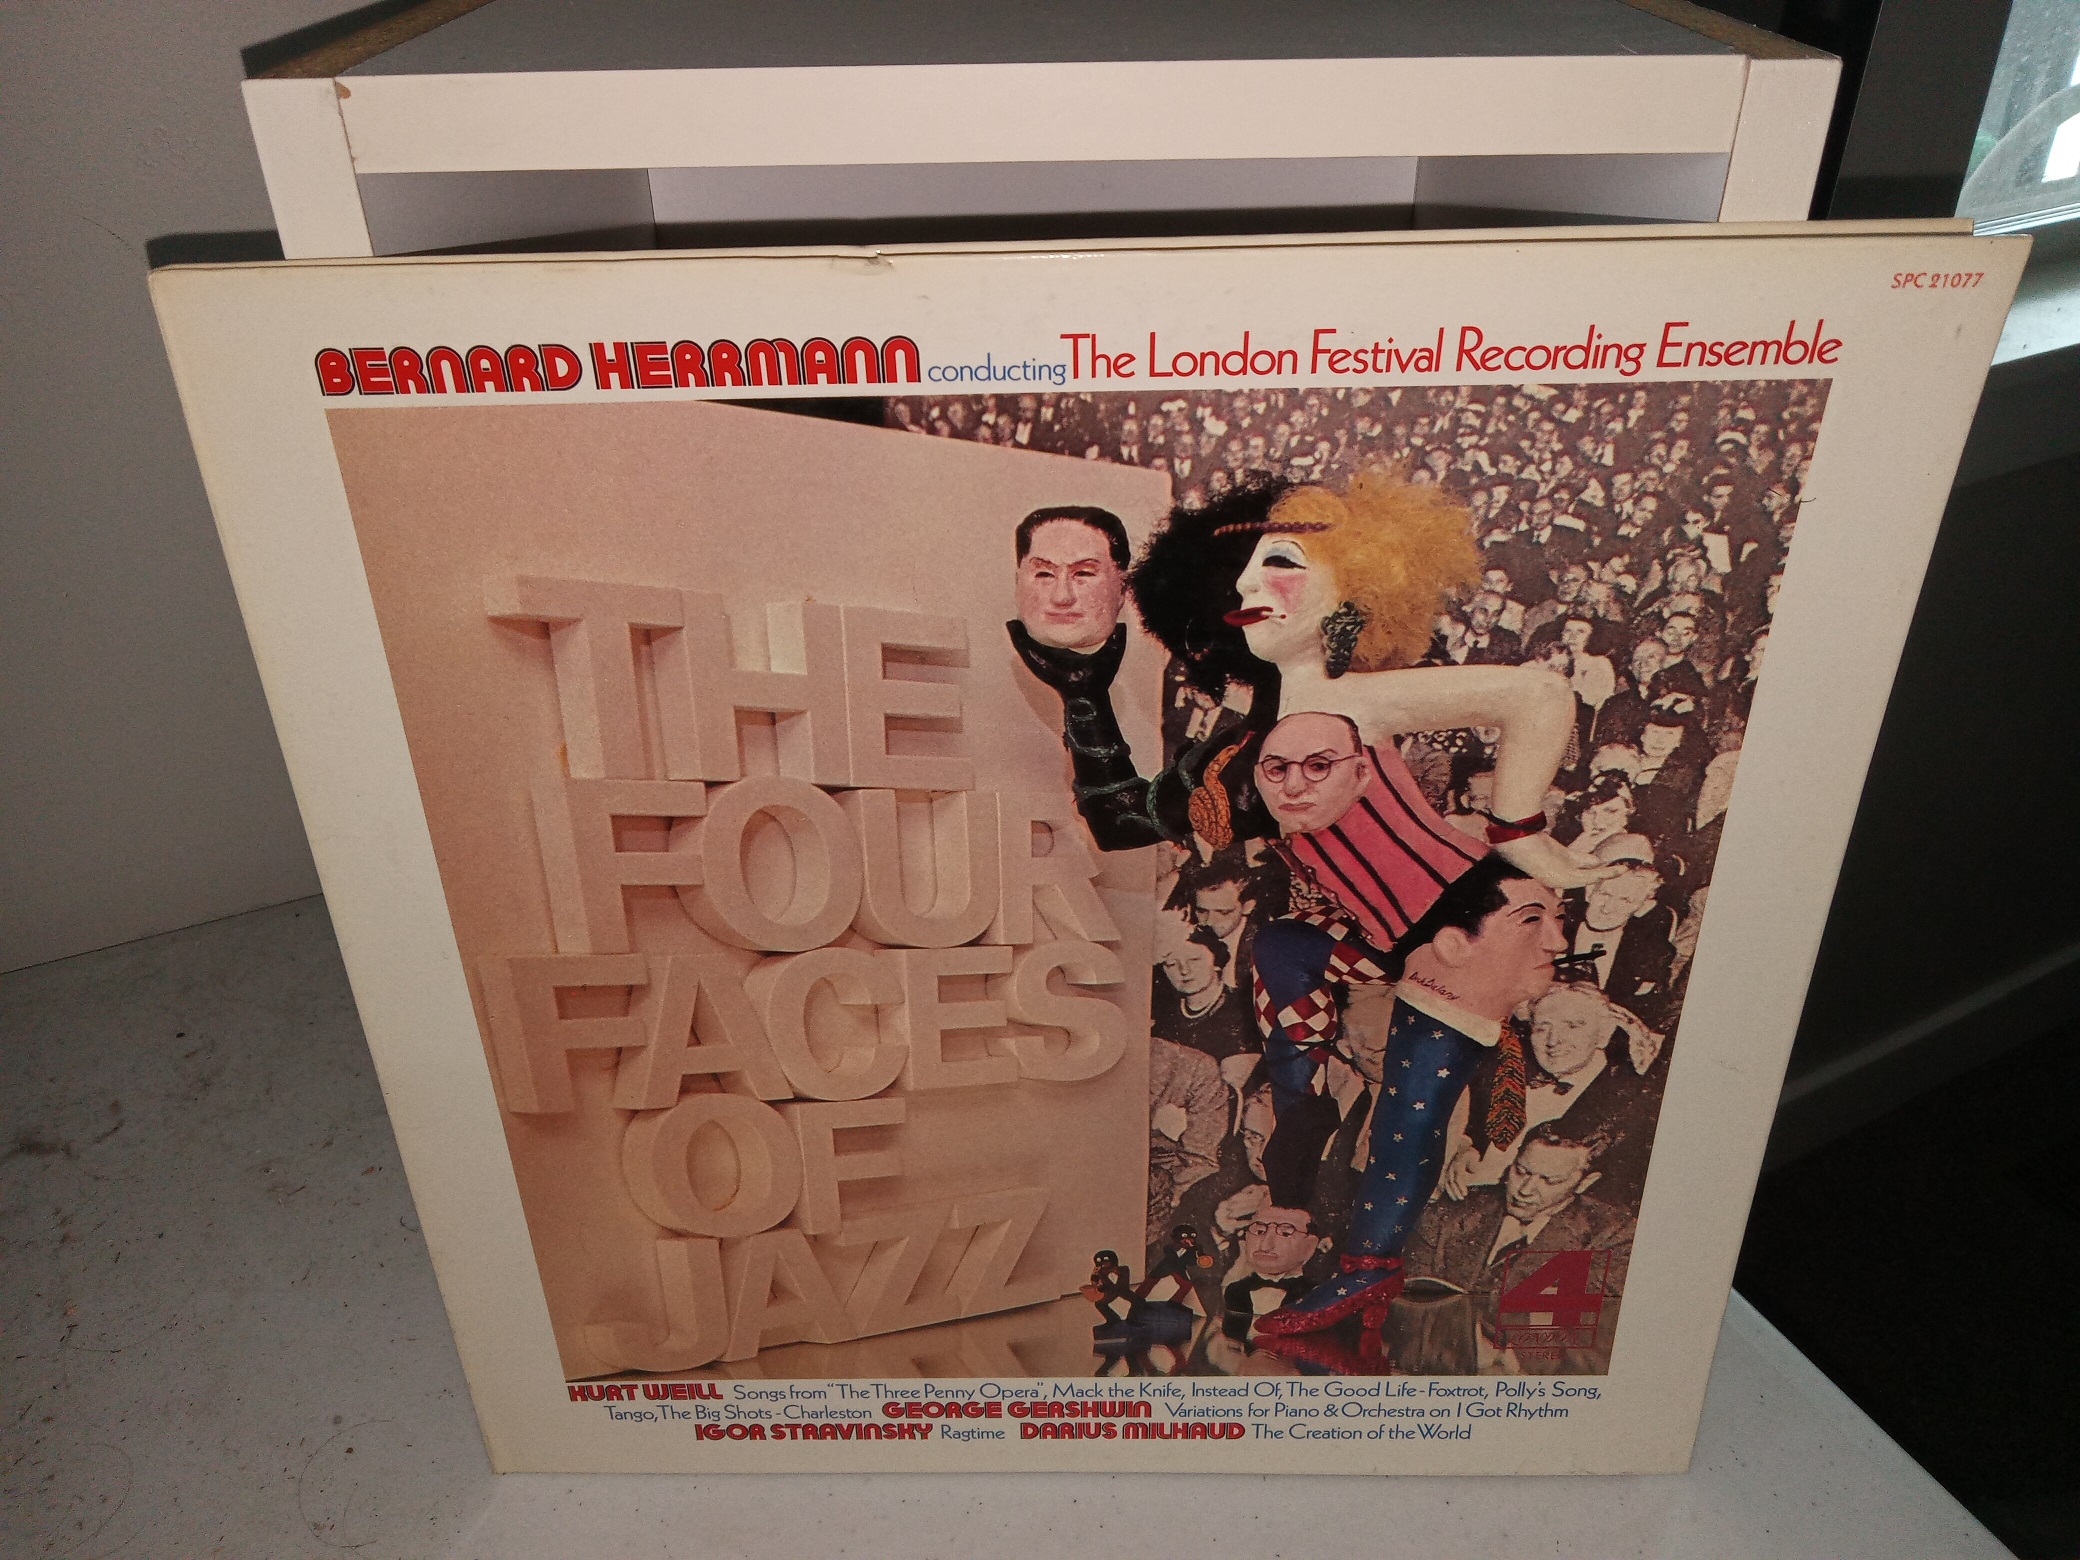 SPC 21077
BERNARD HERRMANN conducting The London Festival Recording Ensemble
THE
FOUR
FACES
OF
JAZZ
4
LONDON
STEREO
KURT WEILL Songs from "The Three Penny Opera", Mack the Knife, Instead Of, The Good Life - Foxtrot, Polly's Song,
Tango, The Big Shots - Charleston GEORGE GERSHWIN Variations for Piano & Orchestra on I Got Rhythm
IGOR STRAVINSKY Ragtime DARIUS MILHAUD The Creation of the World